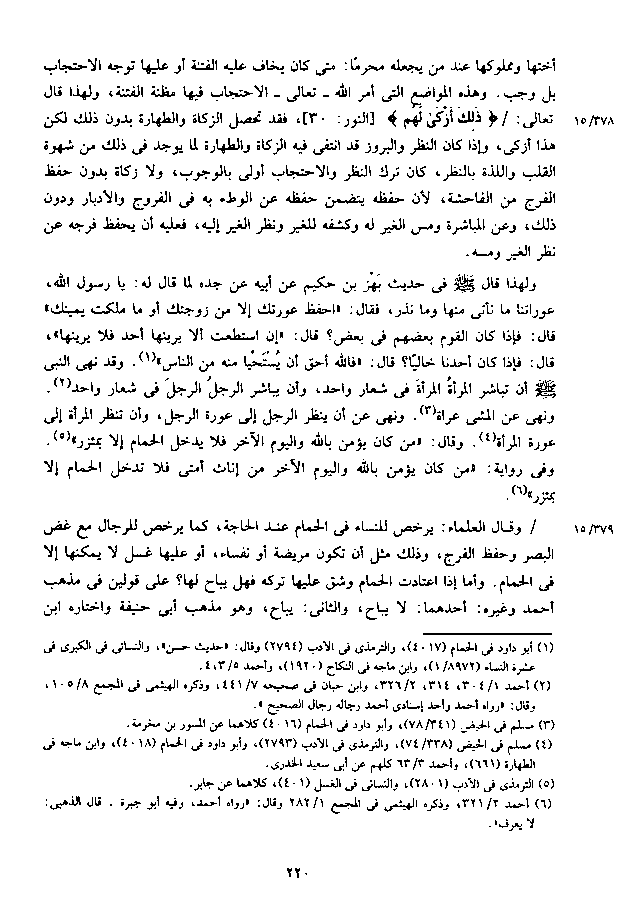 أختها ومملوكها عند من يجعله محرمًا: متى كان يخاف عليه الفتنة أو عليها توجه الاحتجاب
بل وجب. وهذه المواضع التى أمر الله ـ تعالى ـ الاحتجاب فيها مظنة الفتنة، ولهذا قال
١٥/٣٧٨ تعالى: / ﴿ ذَلِكَ أَزْكَى لَهُمْ ﴾ [النور: ٣٠]، فقد تحصل الزكاة والطهارة بدون ذلك لكن
هذا أزكى، وإذا كان النظر والبروز قد انتفى فيه الزكاة والطهارة لما يوجد فى ذلك من شهوة
القلب واللذة بالنظر، كان ترك النظر والاحتجاب أولى بالوجوب، ولا زكاة بدون حفظ
الفرج من الفاحشة، لأن حفظه يتضمن حفظه عن الوطء به فى الفروج والأدبار ودون
ذلك، وعن المباشرة ومس الغير له وكشفه للغير ونظر الغير إليه، فعليه أن يحفظ فرجه عن
نظر الغير ومسه.
ولهذا قال ﷺ فى حديث بَهْز بن حكيم عن أبيه عن جده لما قال له: يا رسول الله،
عوراتنا ما نأتى منها وما نذر، فقال: «احفظ عورتك إلا من زوجتك أو ما ملكت يمينك»
قال: فإذا كان القوم بعضهم فى بعض؟ قال: «إن استطعت ألا يرينها أحد فلا يرينها»،
قال: فإذا كان أحدنا خاليًا؟ قال: «فالله أحق أن يُسْتَحْيا منه من الناس»(١). وقد نهى النبى
ﷺ أن تباشر المرأةُ المرأةَ فى شعار واحد، وأن يباشر الرجلُ الرجلَ فى شعار واحد(٢).
ونهى عن المشى عراة(٣). ونهى عن أن ينظر الرجل إلى عورة الرجل، وأن تنظر المرأة إلى
عورة المرأة(٤). وقال: «من كان يؤمن بالله واليوم الآخر فلا يدخل الحمام إلا بمئزر»(٥).
وفى رواية: «من كان يؤمن بالله واليوم الآخر من إناث أمتى فلا تدخل الحمام إلا
بمئزر»(٦).
١٥/٣٧٩ / وقال العلماء: يرخص للنساء فى الحمام عند الحاجة، كما يرخص للرجال مع غض
البصر وحفظ الفرج، وذلك مثل أن تكون مريضة أو نفساء، أو عليها غسل لا يمكنها إلا
فى الحمام. وأما إذا اعتادت الحمام وشق عليها تركه فهل يباح لها؟ على قولين فى مذهب
أحمد وغيره: أحدهما: لا يباح، والثانى: يباح، وهو مذهب أبى حنيفة واختاره ابن
(١) أبو داود فى الحمام (٤٠١٧)، والترمذى فى الأدب (٢٧٩٤) وقال: «حديث حسن»، والنسائى فى الكبرى فى
عشرة النساء (١/٨٩٧٢)، وابن ماجه فى النكاح (١٩٢٠)، وأحمد ٥/ ٣، ٤.
(٢) أحمد ١/ ٣٠٤، ٣١٤، ٢/ ٣٢٦، وابن حبان فى صحيحه ٧/ ٤٤١، وذكره الهيثمى فى المجمع ٨/ ١٠٥،
وقال: «رواه أحمد وأحد إسنادى أحمد رجاله رجال الصحيح ».
(٣) مسلم فى الحيض (٧٨/٣٤١)، وأبو داود فى الحمام (٤٠١٦) كلاهما عن المسور بن مخرمة.
(٤) مسلم فى الحيض (٧٤/٣٣٨)، والترمذى فى الأدب (٢٧٩٣)، وأبو داود فى الحمام (٤٠١٨)، وابن ماجه فى
الطهارة (٦٦١)، وأحمد ٣/ ٦٣ كلهم عن أبى سعيد الخدرى.
(٥) الترمذى فى الأدب (٢٨٠١)، والنسائى فى الغسل (٤٠١)، كلاهما عن جابر.
(٦) أحمد ٢/ ٣٢١، وذكره الهيثمى فى المجمع ١/ ٢٨٢ وقال: «رواه أحمد، وفيه أبو جبرة . قال الذهبى:
لا يعرف».
٢٢٠